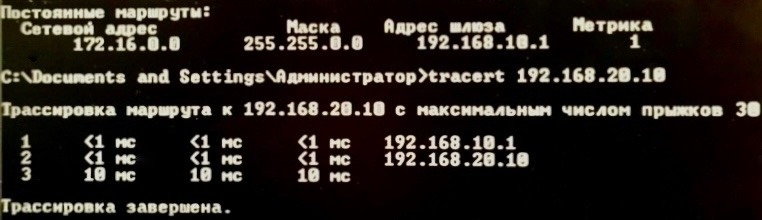 Постоянные маршруты:
Сетевой адрес Маска Адрес шлюза Метрика
172.16.0.0 255.255.0.0 192.168.10.1 1
C:\Documents and Settings\Администратор>tracert 192.168.20.10
Трассировка маршрута к 192.168.20.10 с максимальным числом прыжков 30
1 <1 мс <1 мс <1 мс 192.168.10.1
2 <1 мс <1 мс <1 мс 192.168.20.10
3 10 мс 10 мс 10 мс
Трассировка завершена.